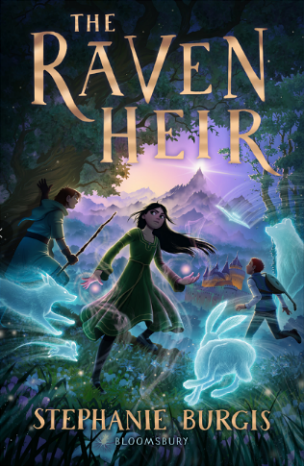 THE
RAVEN
HEIR
STEPHANIE BURGIS
BLOOMSBURY